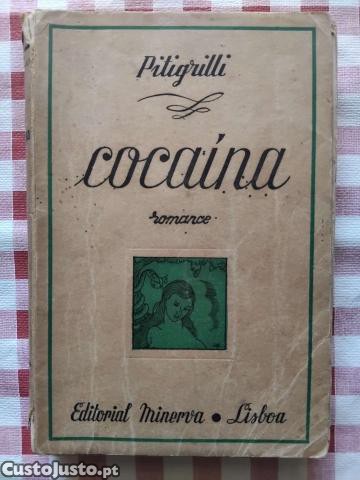 Pitigrilli
cocaína
romance
Editorial Minerva • Lisboa
CustoJusto.pt